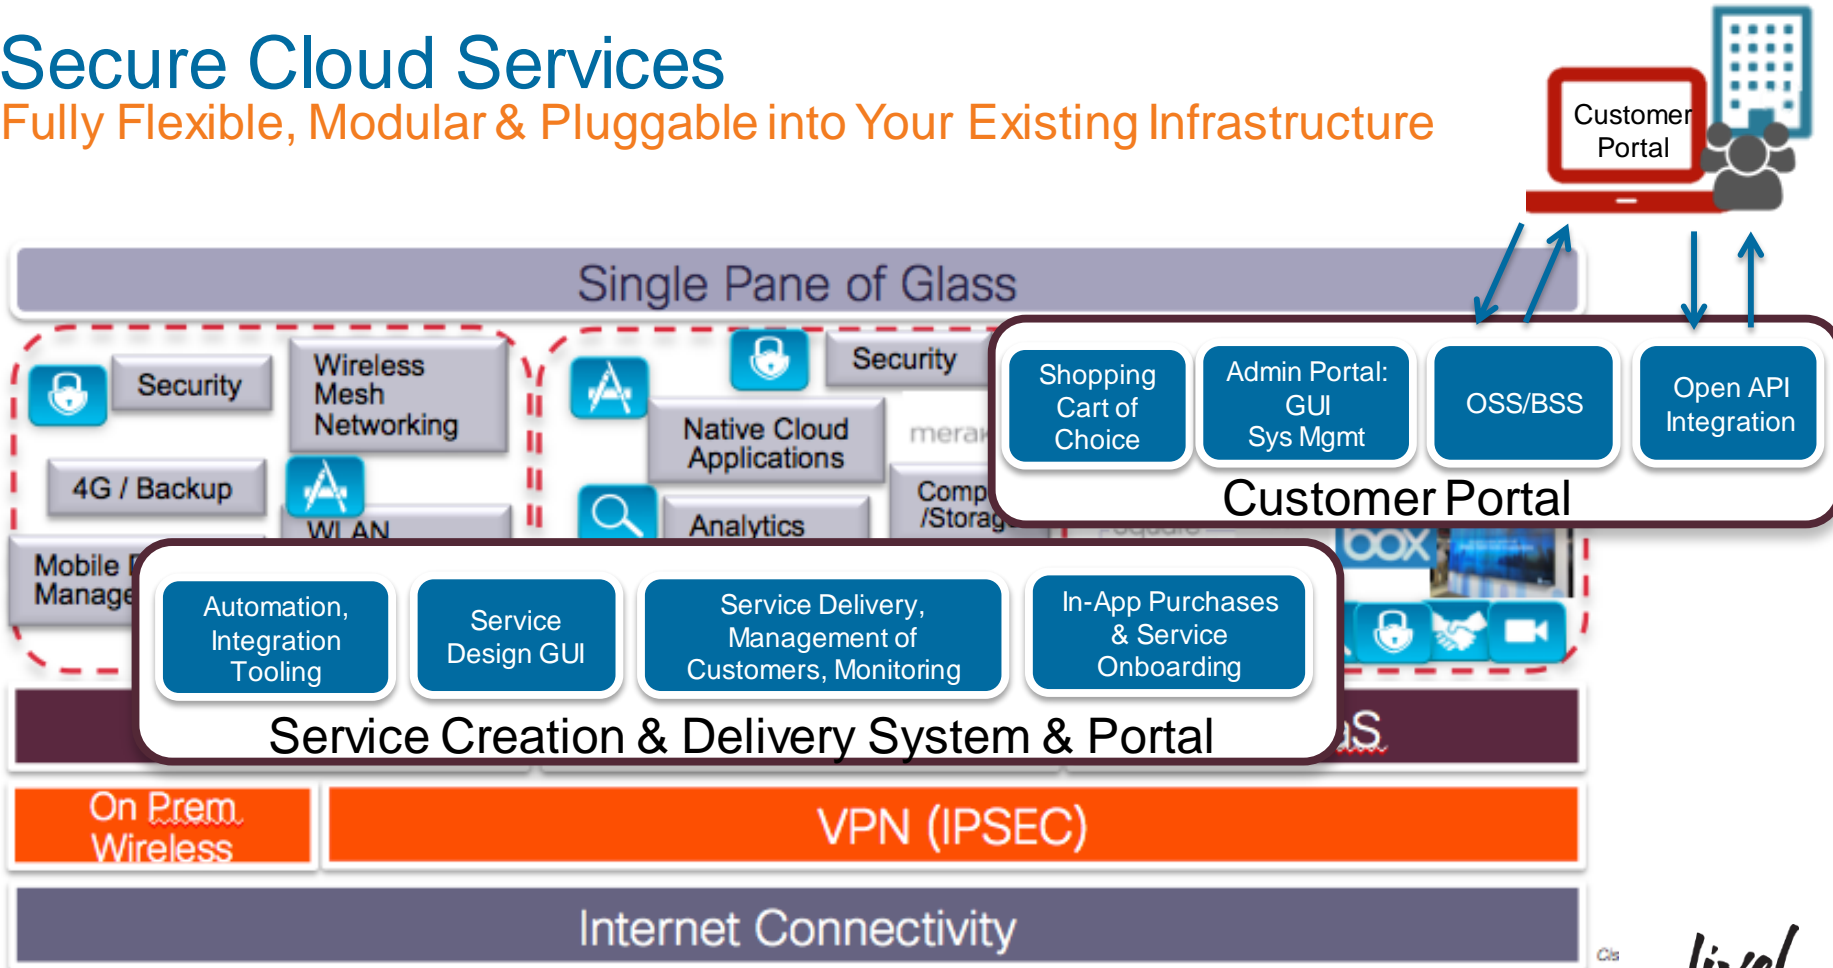 Secure Cloud Services
Fully Flexible, Modular & Pluggable into Your Existing Infrastructure
Customer
Portal
Single Pane of Glass
Security
Wireless
Mesh
Networking
4G / Backup
WLAN
Mobile
Security
Native Cloud
Applications
Analytics
Shopping
Cart of
Choice
Admin Portal:
GUI
Sys Mgmt
OSS/BSS
Open API
Integration
Customer Portal
box
Automation,
Integration
Tooling
Service
Design GUI
Service Delivery,
Management of
Customers, Monitoring
In-App Purchases
& Service
Onboarding
Service Creation & Delivery System & Portal
On Prem
Wireless
VPN (IPSEC)
Internet Connectivity